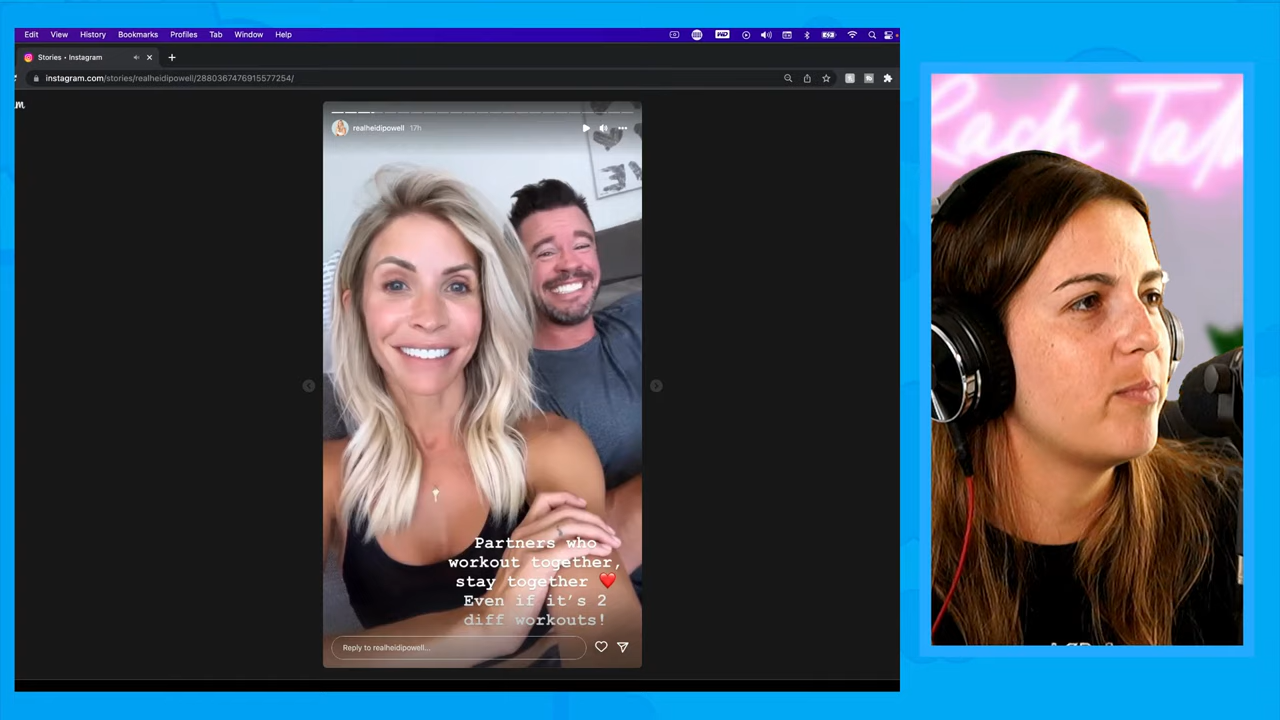 Edit View History Bookmarks Profiles Tab Window Help
Stories • Instagram
instagram.com/stories/realheidipowell/2880367476915577254/
realheidipowell 17h
Partners who
workout together,
stay together ❤️
Even if it's 2
diff workouts!
Reply to realheidipowell...